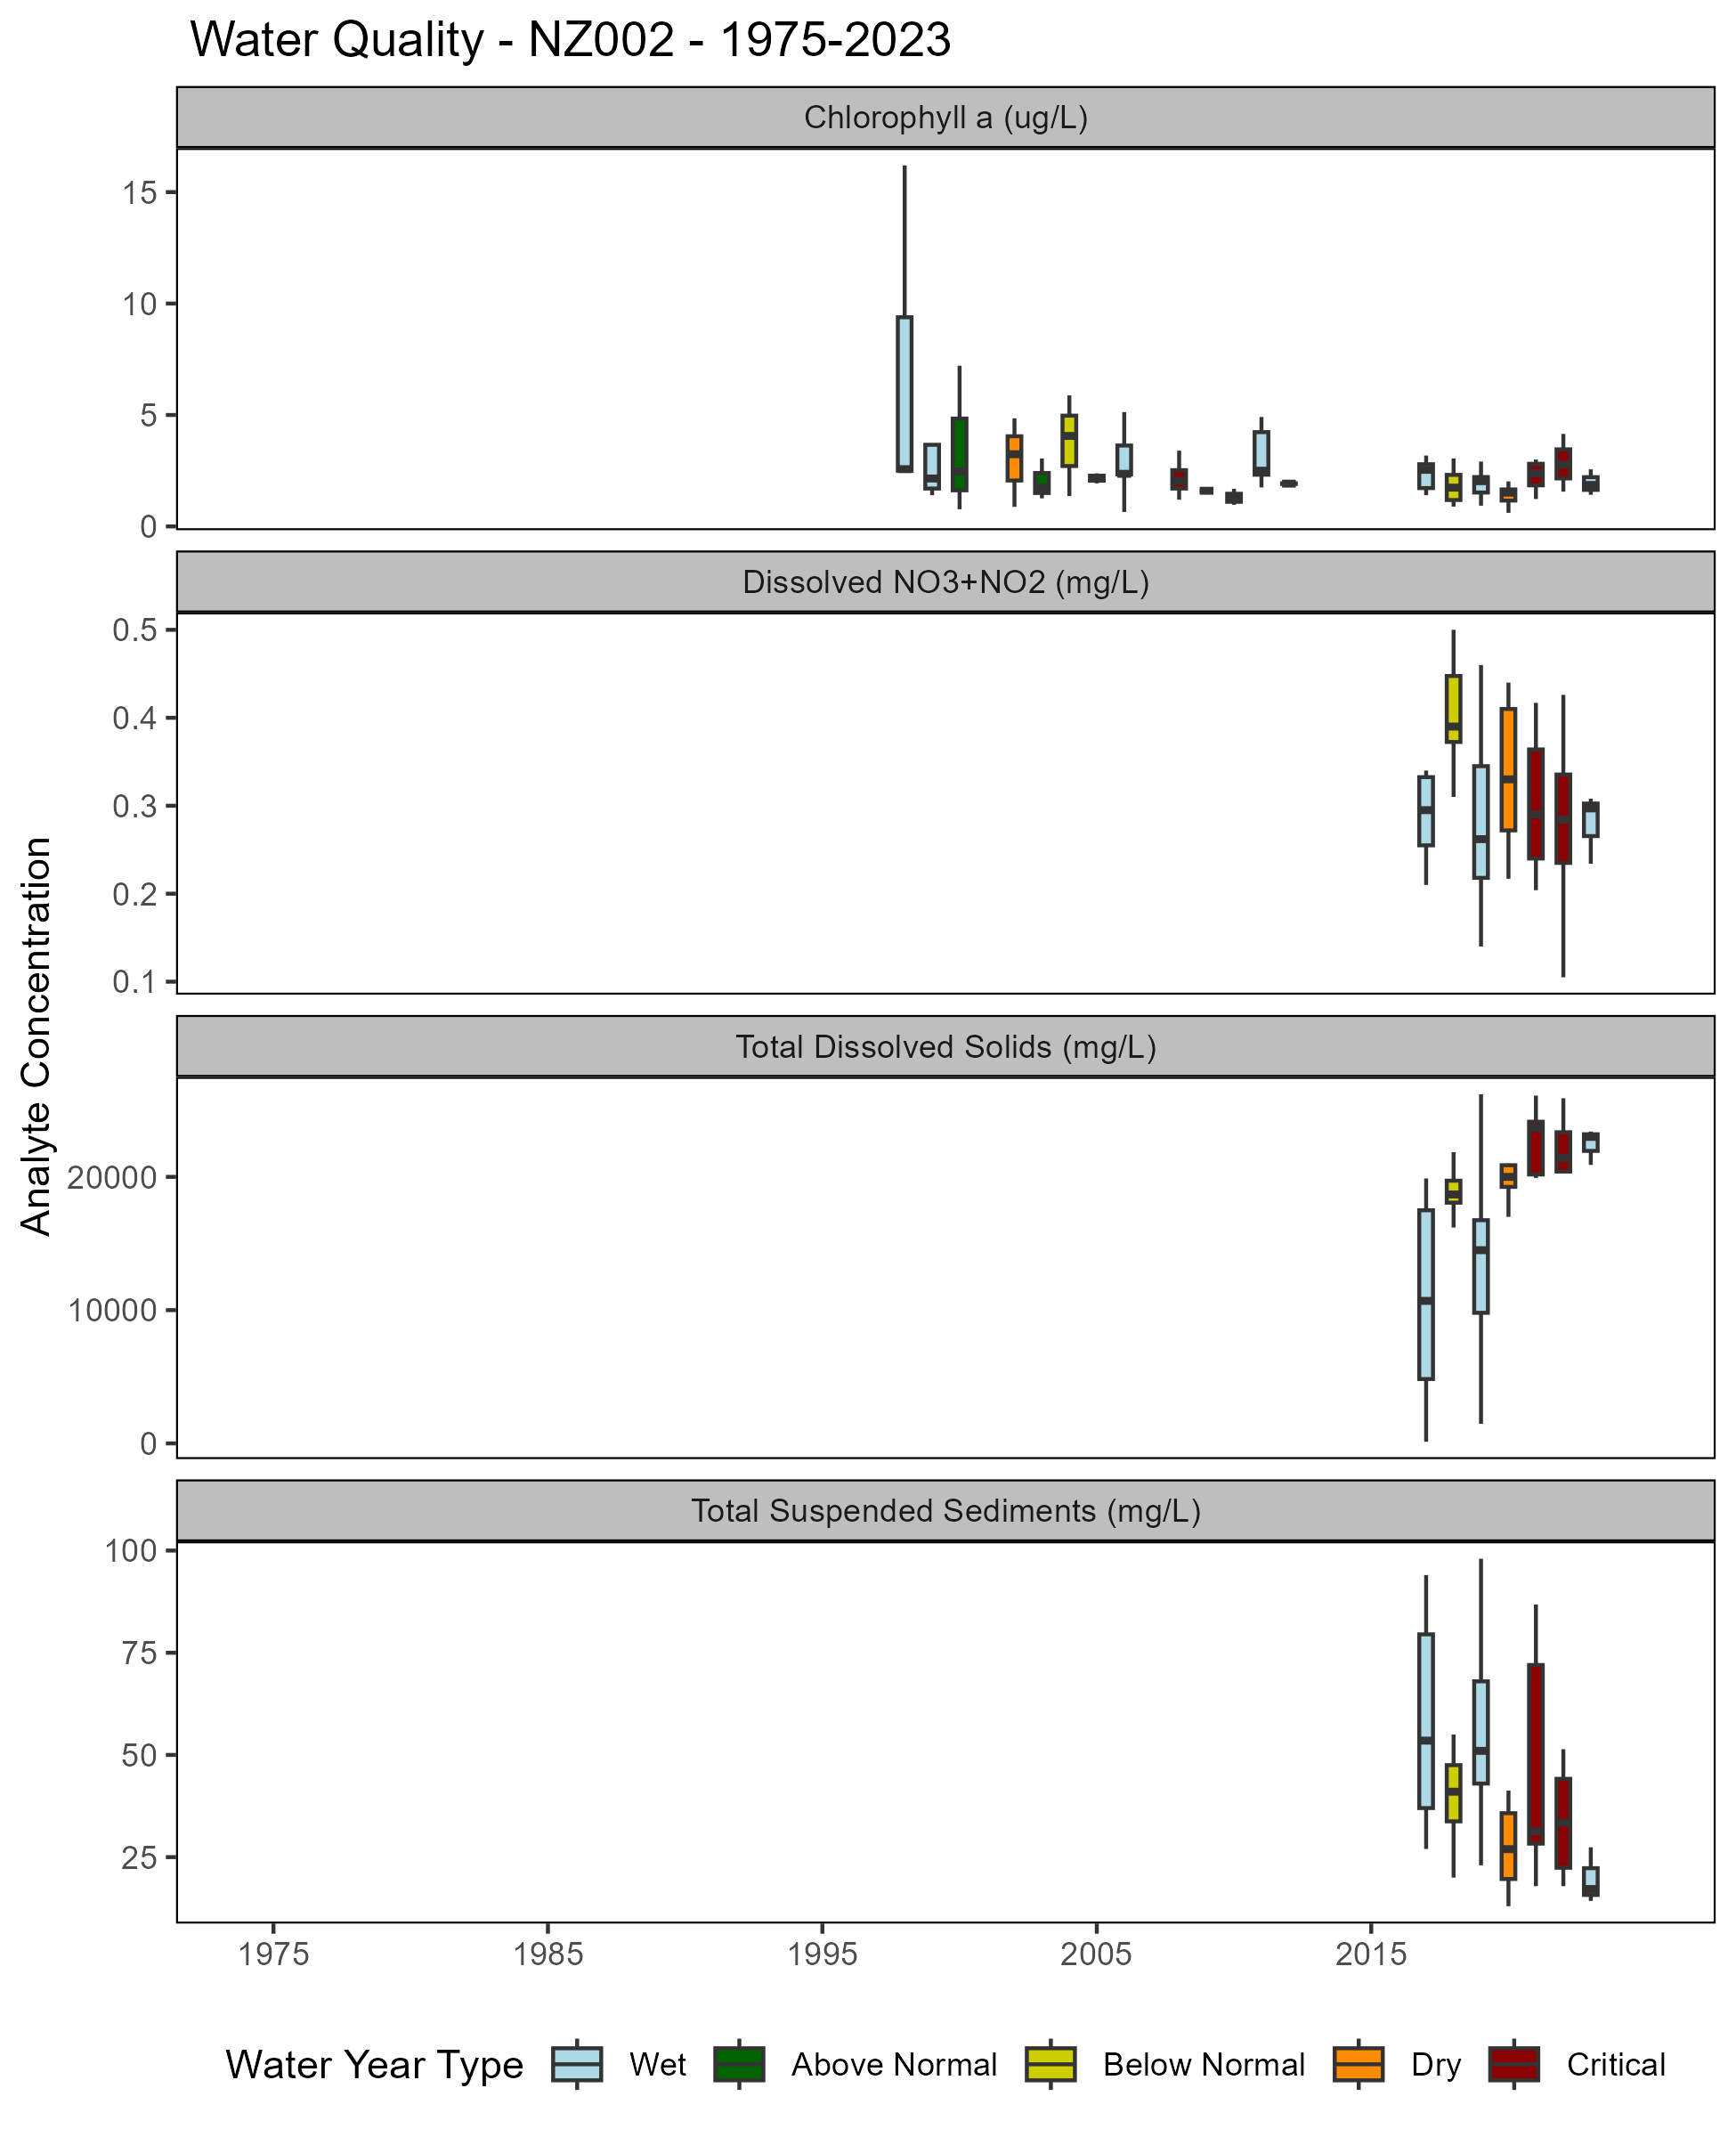 Water Quality - NZ002 - 1975-2023
Chlorophyll a (ug/L)
15
10
5
0
Dissolved NO3+NO2 (mg/L)
0.5
0.4
0.3
0.2
0.1
Analyte Concentration
Total Dissolved Solids (mg/L)
20000
10000
0
Total Suspended Sediments (mg/L)
100
75
50
25
1975 1985 1995 2005 2015
Water Year Type Wet Above Normal Below Normal Dry Critical